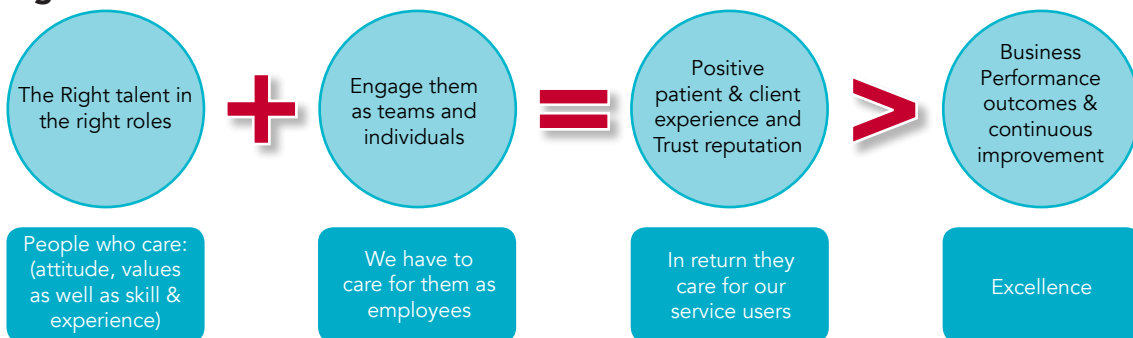 The Right talent in
the right roles
+
Engage them
as teams and
individuals
=
Positive
patient & client
experience and
Trust reputation
>
Business
Performance
outcomes &
continuous
improvement
People who care:
(attitude, values
as well as skill &
experience)
We have to
care for them as
employees
In return they
care for our
service users
Excellence